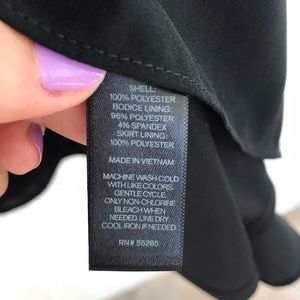 SHELL:
100% POLYESTER
BODICE LINING:
96% POLYESTER
4% SPANDEX
SKIRT LINING:
100% POLYESTER
MADE IN VIETNAM
MACHINE WASH COLD
WITH LIKE COLORS.
GENTLE CYCLE.
ONLY NON-CHLORINE
BLEACH WHEN
NEEDED. LINE DRY.
COOL IRON IF NEEDED.
RN# 55285